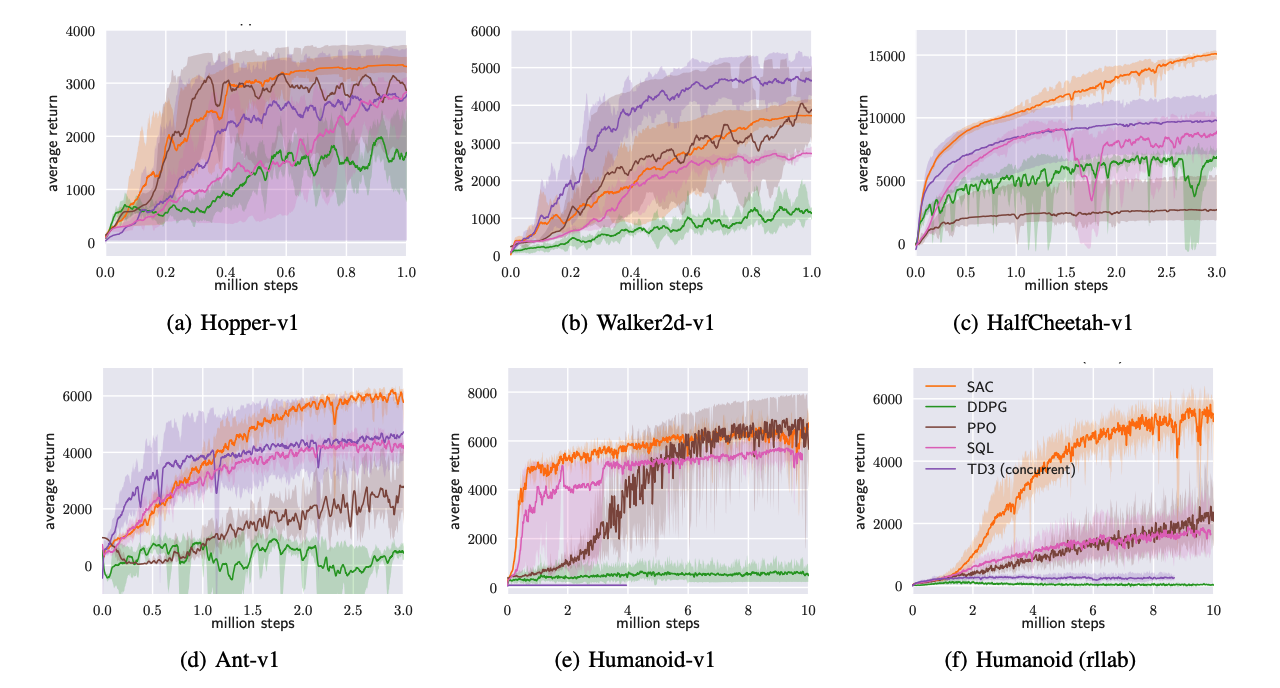 4000
3000
2000
1000
0
average return
0.0 0.2 0.4 0.6 0.8 1.0
million steps
(a) Hopper-v1
6000
5000
4000
3000
2000
1000
0
average return
0.0 0.2 0.4 0.6 0.8 1.0
million steps
(b) Walker2d-v1
15000
10000
5000
0
average return
0.0 0.5 1.0 1.5 2.0 2.5 3.0
million steps
(c) HalfCheetah-v1
6000
4000
2000
0
average return
0.0 0.5 1.0 1.5 2.0 2.5 3.0
million steps
(d) Ant-v1
8000
6000
4000
2000
0
average return
0 2 4 6 8 10
million steps
(e) Humanoid-v1
6000
4000
2000
0
average return
SAC
DDPG
PPO
SQL
TD3 (concurrent)
0 2 4 6 8 10
million steps
(f) Humanoid (rllab)